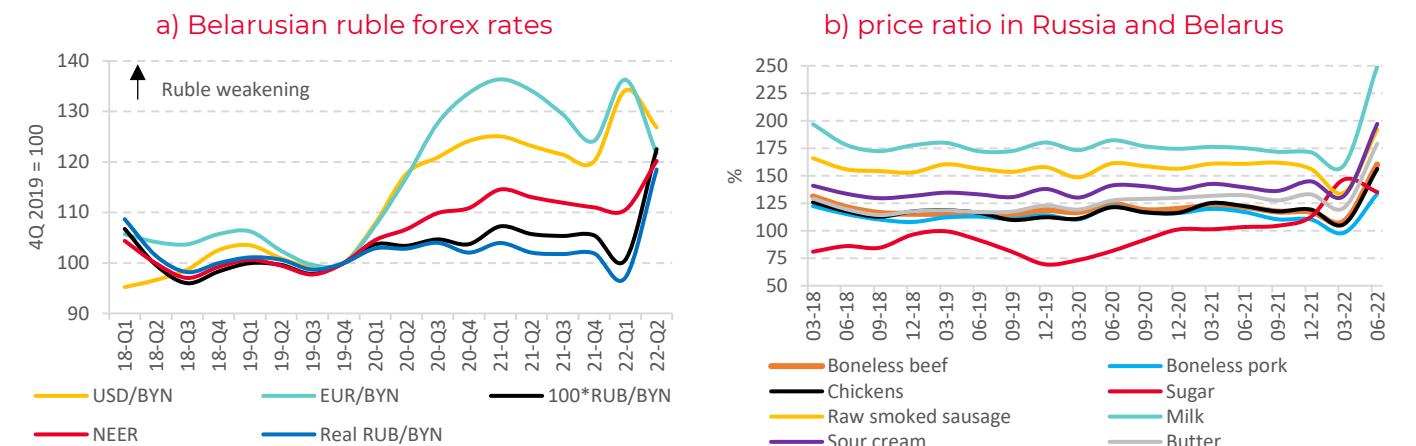 a) Belarusian ruble forex rates
4Q 2019 = 100
140
130
120
110
100
90
Ruble weakening
18-Q1
18-Q2
18-Q3
18-Q4
19-Q1
19-Q2
19-Q3
19-Q4
20-Q1
20-Q2
20-Q3
20-Q4
21-Q1
21-Q2
21-Q3
21-Q4
22-Q1
22-Q2
USD/BYN EUR/BYN 100*RUB/BYN
NEER Real RUB/BYN
b) price ratio in Russia and Belarus
%
250
225
200
175
150
125
100
75
50
03-18
06-18
09-18
12-18
03-19
06-19
09-19
12-19
03-20
06-20
09-20
12-20
03-21
06-21
09-21
12-21
03-22
06-22
Boneless beef Boneless pork
Chickens Sugar
Raw smoked sausage Milk
Sour cream Butter